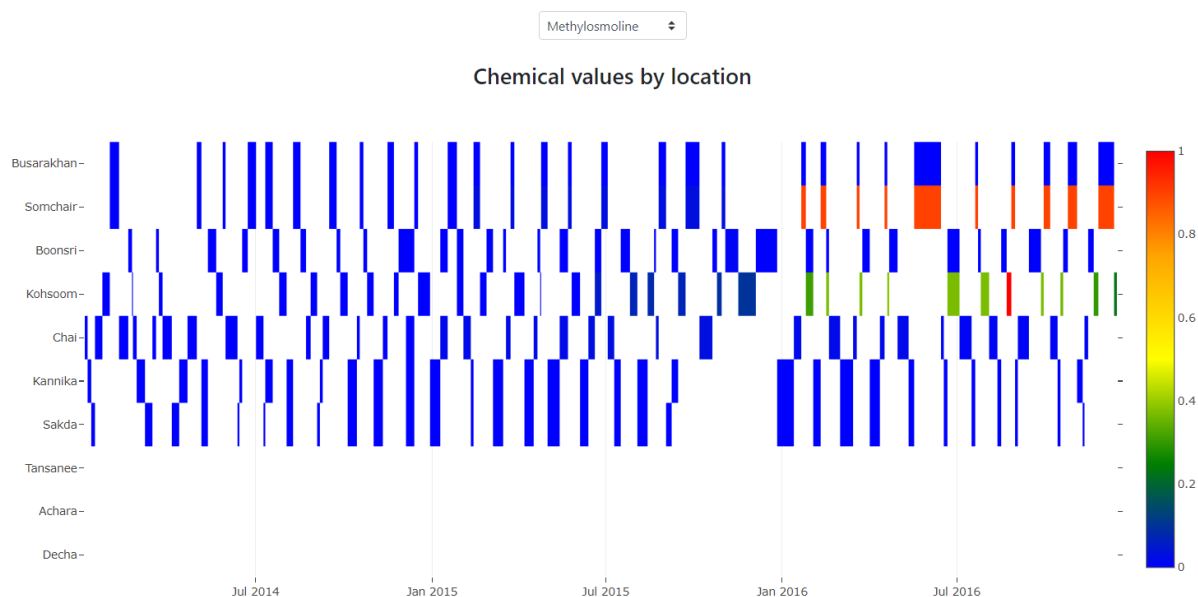 Methylosmoline
Chemical values by location
Busarakhan
Somchair
Boonsri
Kohsoom
Chai
Kannika
Sakda
Tansanee
Achara
Decha
1
0.8
0.6
0.4
0.2
0
Jul 2014
Jan 2015
Jul 2015
Jan 2016
Jul 2016